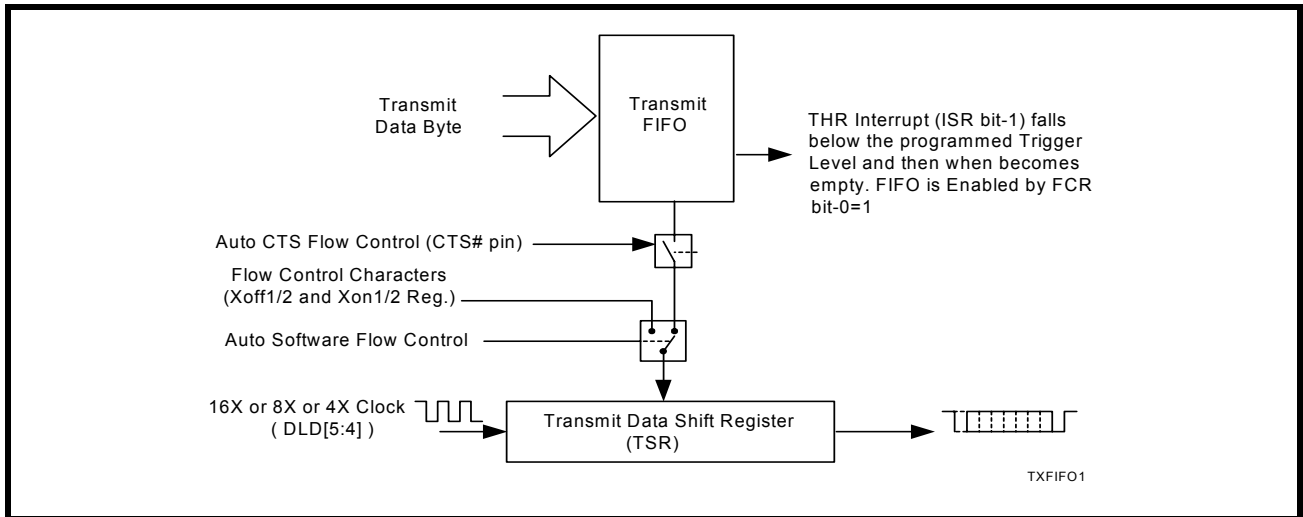 Transmit
Data Byte
Transmit
FIFO
THR Interrupt (ISR bit-1) falls
below the programmed Trigger
Level and then when becomes
empty. FIFO is Enabled by FCR
bit-0=1
Auto CTS Flow Control (CTS# pin)
Flow Control Characters
(Xoff1/2 and Xon1/2 Reg.)
Auto Software Flow Control
16X or 8X or 4X Clock
( DLD[5:4] )
Transmit Data Shift Register
(TSR)
TXFIFO1